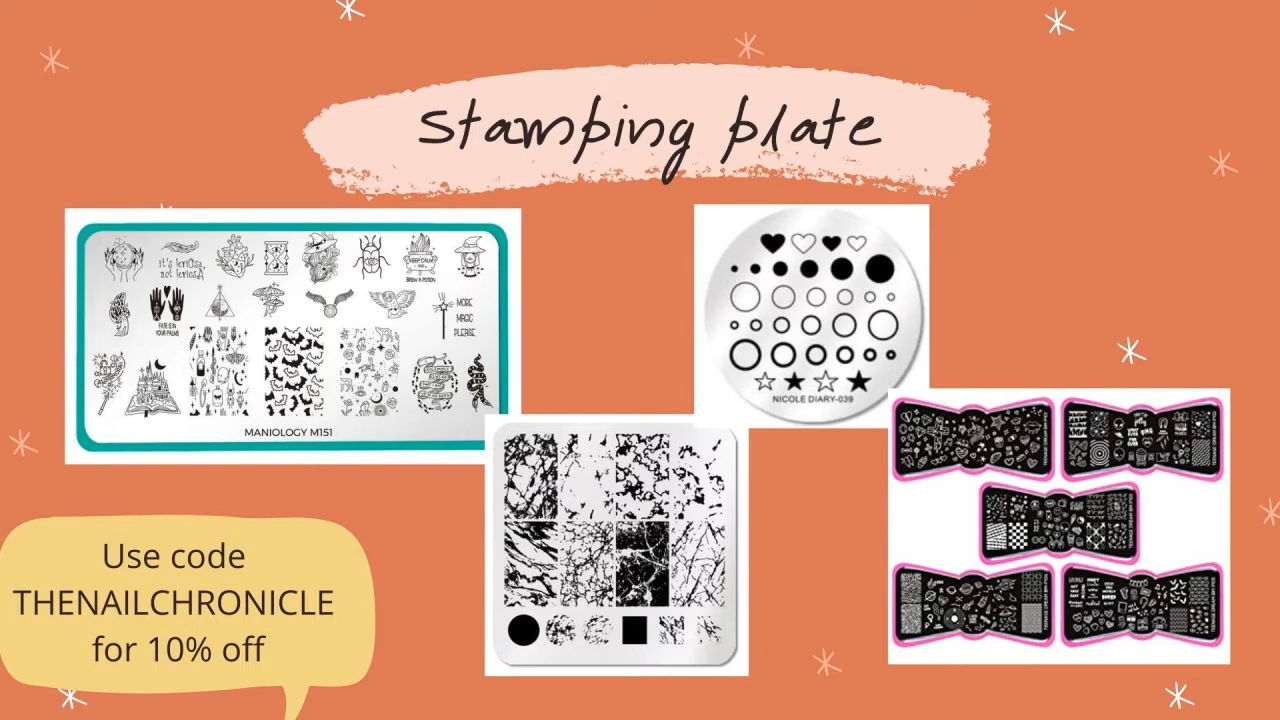 stamping plate
it's leviOsa,
not leviosA
KEEP CALM
AND
BREW A POTION
FATE IS IN
YOUR PALMS
MORE
MAGIC
PLEASE
MANIOLOGY M151
NICOLE DIARY-039
Use code
THENAILCHRONICLE
for 10% off